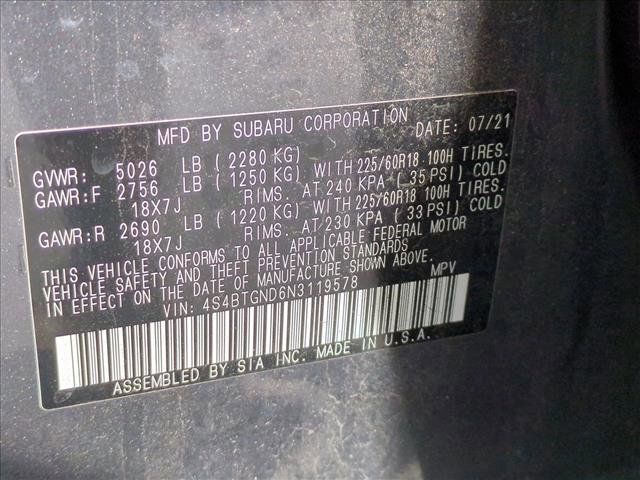 MFD BY SUBARU CORPORATION DATE: 07/21
GVWR: 5026 LB (2280 KG)
GAWR:F 2756 LB (1250 KG) WITH 225/60R18 100H TIRES.
18X7J RIMS. AT 240 KPA (35 PSI) COLD
GAWR:R 2690 LB (1220 KG) WITH 225/60R18 100H TIRES.
18X7J RIMS. AT 230 KPA (33 PSI) COLD
THIS VEHICLE CONFORMS TO ALL APPLICABLE FEDERAL MOTOR
VEHICLE SAFETY AND THEFT PREVENTION STANDARDS
IN EFFECT ON THE DATE OF MANUFACTURE SHOWN ABOVE.
VIN: 4S4BTGND6N3119578 MPV
ASSEMBLED BY SIA INC. MADE IN U.S.A.